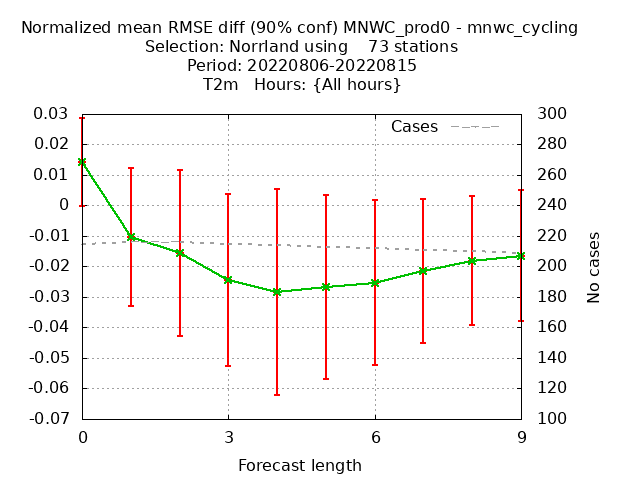 Normalized mean RMSE diff (90% conf) MNWC_prod0 - mnwc_cycling
Selection: Norrland using    73 stations
Period: 20220806-20220815
T2m   Hours: {All hours}
0.03
0.02
0.01
0
-0.01
-0.02
-0.03
-0.04
-0.05
-0.06
-0.07
Cases
300
280
260
240
220
200
180
160
140
120
100
No cases
0 3 6 9
Forecast length